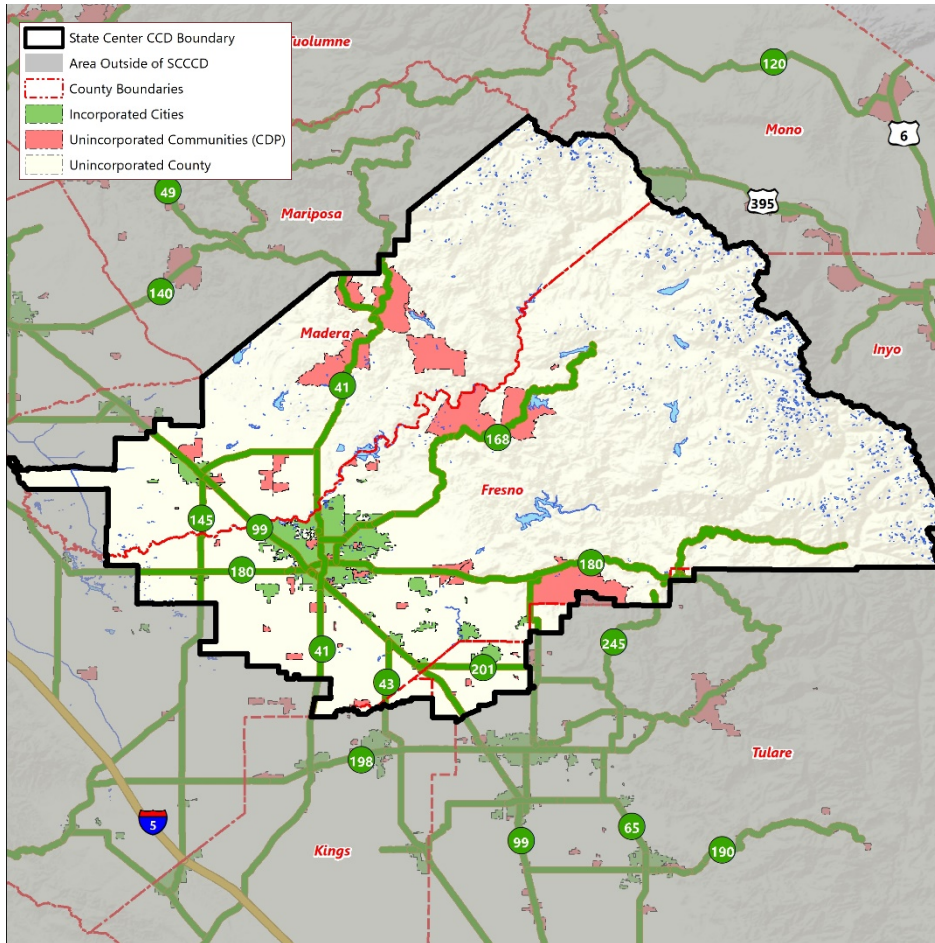 State Center CCD Boundary
Area Outside of SCCCD
County Boundaries
Incorporated Cities
Unincorporated Communities (CDP)
Unincorporated County
Tuolumne
120
Mono
6
49
Mariposa
395
140
Inyo
Madera
41
168
Fresno
145
99
180
180
41
245
201
43
Tulare
198
5
Kings
99
65
190